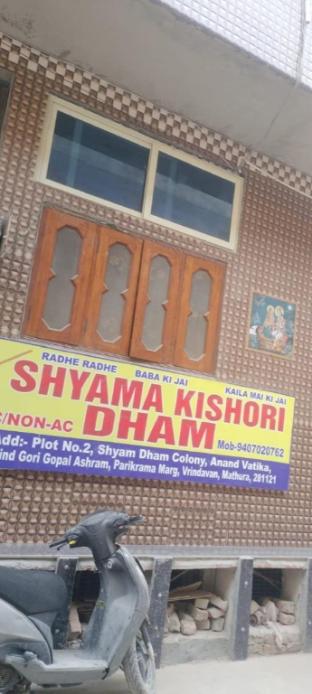 RADHE RADHE BABA KI JAI KAILA MAI KI JAI
SHYAMA KISHORI
C/NON-AC DHAM Mob-9407020762
Add:- Plot No.2, Shyam Dham Colony, Anand Vatika,
ind Gori Gopal Ashram, Parikrama Marg, Vrindavan, Mathura, 281121